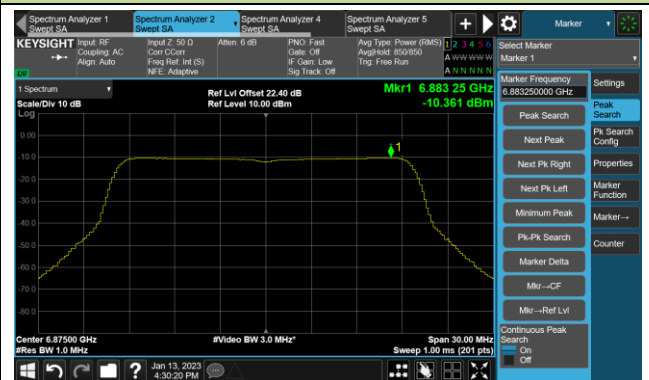 Spectrum Analyzer 1
Swept SA
Spectrum Analyzer 2
Swept SA
Spectrum Analyzer 4
Swept SA
Spectrum Analyzer 5
Swept SA
+
Marker
KEYSIGHT
Input: RF
Coupling: AC
Align: Auto
Input Z: 50 Ω
Corr CCorr
Freq Ref: Int (S)
NFE: Adaptive
Atten: 6 dB
PNO: Fast
Gate: Off
IF Gain: Low
Sig Track: Off
Avg Type: Power (RMS)
Avg|Hold: 850/850
Trig: Free Run
1 2 3 4 5 6
A W W W W W
A N N N N N
Select Marker
Marker 1
1 Spectrum
Scale/Div 10 dB
Log
Ref Lvl Offset 22.40 dB
Ref Level 10.00 dBm
Mkr1 6.883 25 GHz
-10.361 dBm
0.00
-10.0
-20.0
-30.0
-40.0
-50.0
-60.0
-70.0
-80.0
1
Center 6.87500 GHz
#Res BW 1.0 MHz
#Video BW 3.0 MHz*
Span 30.00 MHz
Sweep 1.00 ms (201 pts)
Marker Frequency
6.883250000 GHz
Peak Search
Next Peak
Next Pk Right
Next Pk Left
Minimum Peak
Pk-Pk Search
Marker Delta
Mkr→CF
Mkr→Ref Lvl
Continuous Peak
Search
On
Off
Settings
Peak
Search
Pk Search
Config
Properties
Marker
Function
Marker→
Counter
?
Jan 13, 2023
4:30:20 PM